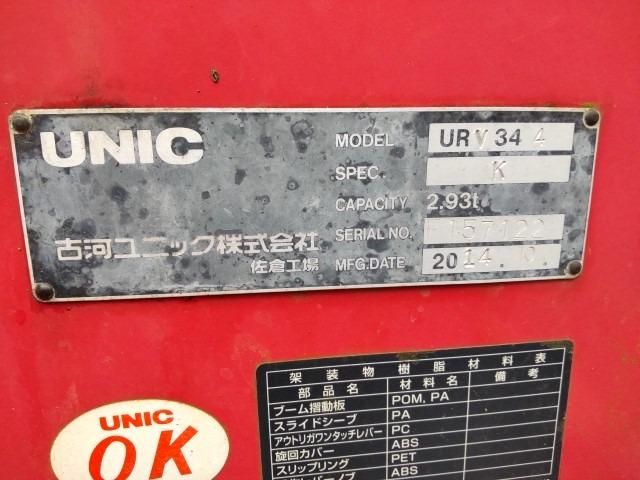 UNIC
MODEL URV344
SPEC. K
CAPACITY 2.93t
SERIAL NO.
古河ユニック株式会社
佐倉工場
MFG.DATE 2014.
架装物樹脂材料表
部品名 材料名 備考
ブーム摺動板 POM, PA
スライドシーブ PA
アウトリガワンタッチレバー PC
旋回カバー ABS
スリップリング PET
ABS
UNIC
OK